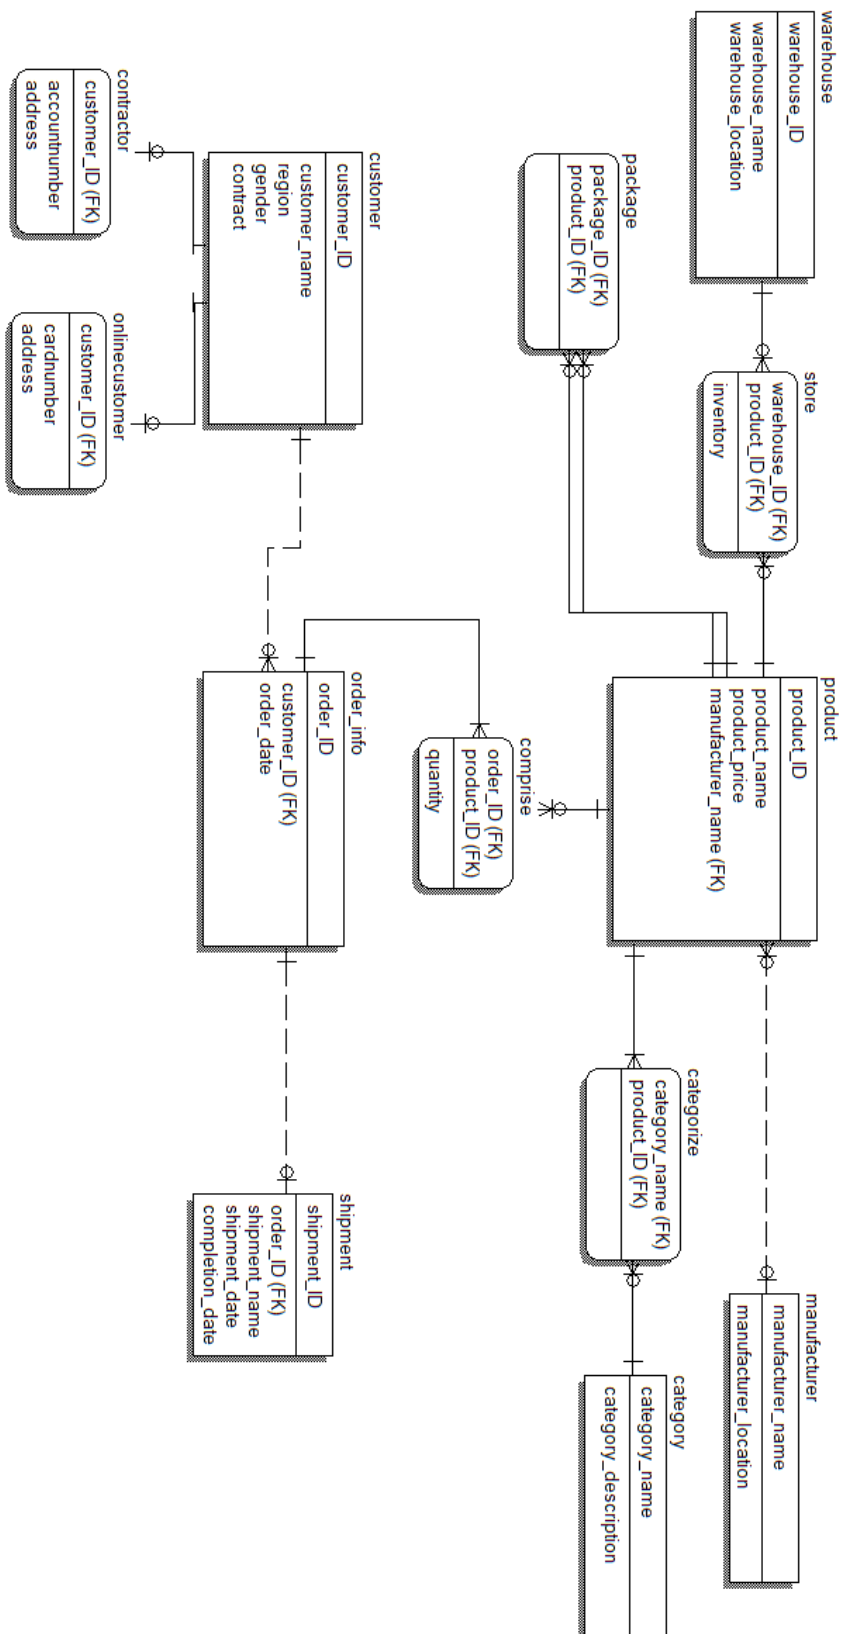 warehouse
warehouse_ID
warehouse_name
warehouse_location
store
warehouse_ID (FK)
product_ID (FK)
inventory
product
product_ID
product_name
product_price
manufacturer_name (FK)
manufacturer
manufacturer_name
manufacturer_location
package
package_ID (FK)
product_ID (FK)
categorize
category_name (FK)
product_ID (FK)
category
category_name
category_description
comprise
order_ID (FK)
product_ID (FK)
quantity
customer
customer_ID
customer_name
region
gender
contract
order_info
order_ID
customer_ID (FK)
order_date
shipment
shipment_ID
order_ID (FK)
shipment_name
shipment_date
completion_date
contractor
customer_ID (FK)
accountnumber
address
onlinecustomer
customer_ID (FK)
cardnumber
address